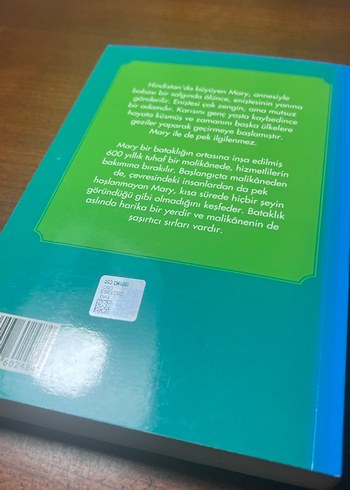 Hindistan'da büyüyen Mary, annesiyle
babası bir salgında ölünce, eniştesinin yanına
gönderilir. Eniştesi çok zengin, ama mutsuz
bir adamdır. Karısını genç yaşta kaybedince
hayata küsmüş ve zamanını başka ülkelere
geziler yaparak geçirmeye başlamıştır.
Mary ile de pek ilgilenmez.
Mary bir bataklığın ortasına inşa edilmiş
600 yıllık tuhaf bir malikânede, hizmetlilerin
bakımına bırakılır. Başlangıçta malikâneden
de, çevresindeki insanlardan da pek
hoşlanmayan Mary, kısa sürede hiçbir şeyin
göründüğü gibi olmadığını keşfeder. Bataklık
aslında harika bir yerdir ve malikânenin de
şaşırtıcı sırları vardır.